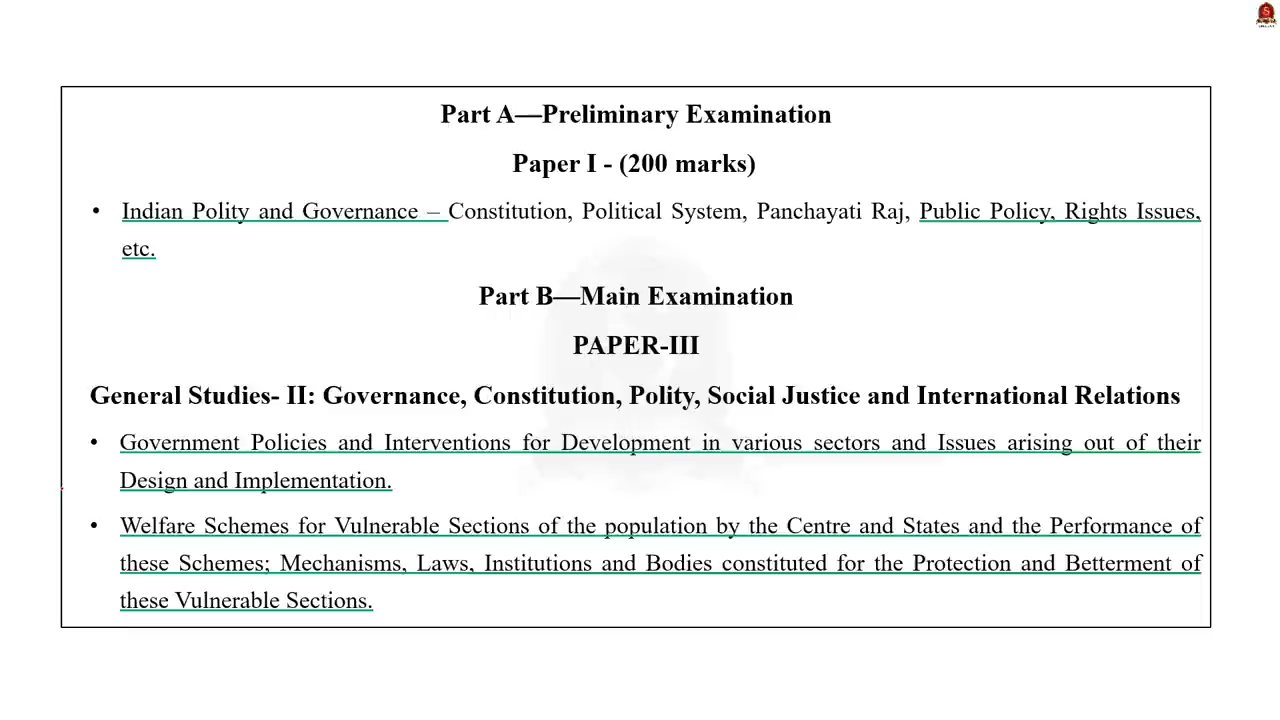 Part A—Preliminary Examination
Paper I - (200 marks)
• Indian Polity and Governance – Constitution, Political System, Panchayati Raj, Public Policy, Rights Issues,
etc.
Part B—Main Examination
PAPER-III
General Studies- II: Governance, Constitution, Polity, Social Justice and International Relations
• Government Policies and Interventions for Development in various sectors and Issues arising out of their
Design and Implementation.
• Welfare Schemes for Vulnerable Sections of the population by the Centre and States and the Performance of
these Schemes; Mechanisms, Laws, Institutions and Bodies constituted for the Protection and Betterment of
these Vulnerable Sections.